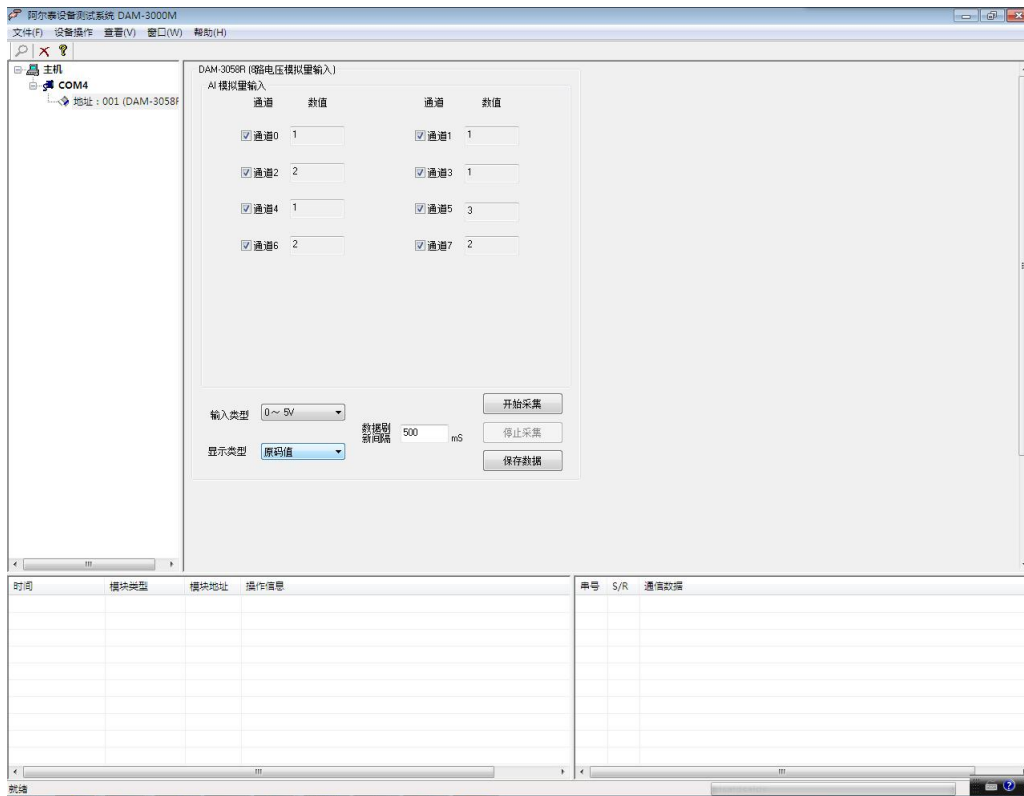 阿尔泰设备测试系统 DAM-3000M
文件(F) 设备操作 查看(V) 窗口(W) 帮助(H)
主机
COM4
地址：001 (DAM-3058F
DAM-3058R (8路电压模拟量输入)
AI 模拟量输入
通道 数值 通道 数值
通道0 1 通道1 1
通道2 2 通道3 1
通道4 1 通道5 3
通道6 2 通道7 2
输入类型 0～ 5V
显示类型 原码值
数据刷
新间隔 500 mS
开始采集
停止采集
保存数据
时间 模块类型 模块地址 操作信息
串号 S/R 通信数据
就绪